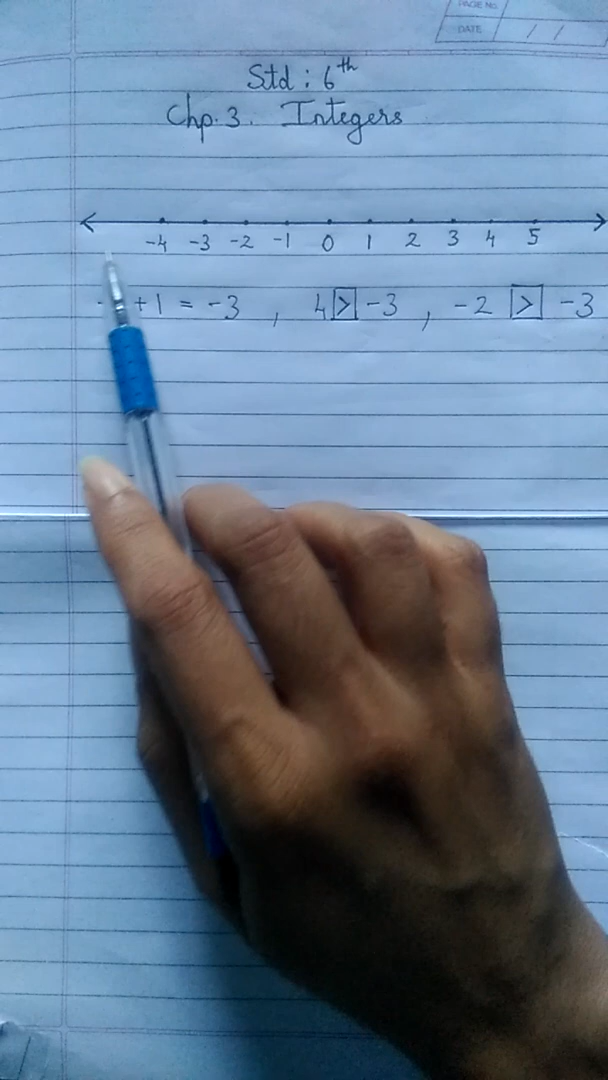 PAGE No.
DATE / /
Std : 6th
Chp. 3. Integers
-4 -3 -2 -1 0 1 2 3 4 5
- +1 = -3 , 4 > -3 , -2 > -3